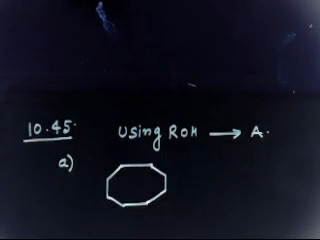 10.45. Using ROH → A.
a)